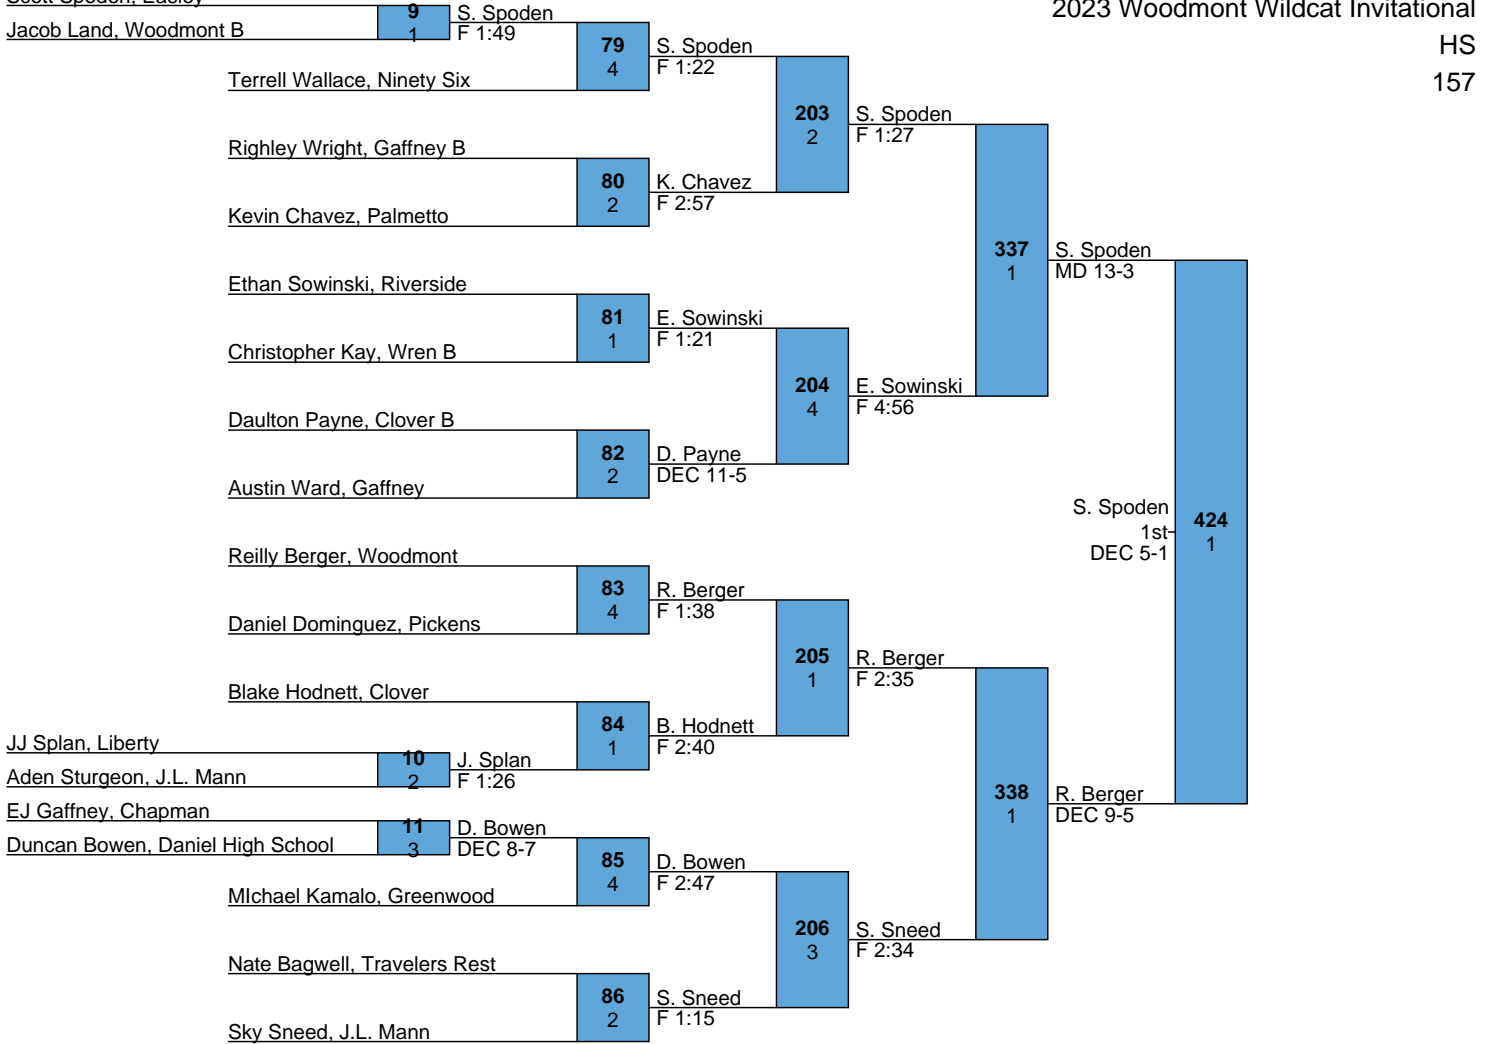 Scott Spoden, Easley
2023 Woodmont Wildcat Invitational
HS
157
9
1
S. Spoden
F 1:49
Jacob Land, Woodmont B
79
4
S. Spoden
F 1:22
Terrell Wallace, Ninety Six
203
2
S. Spoden
F 1:27
Righley Wright, Gaffney B
80
2
K. Chavez
F 2:57
Kevin Chavez, Palmetto
337
1
S. Spoden
MD 13-3
Ethan Sowinski, Riverside
81
1
E. Sowinski
F 1:21
Christopher Kay, Wren B
204
4
E. Sowinski
F 4:56
Daulton Payne, Clover B
82
2
D. Payne
DEC 11-5
Austin Ward, Gaffney
S. Spoden
1st
DEC 5-1
424
1
Reilly Berger, Woodmont
83
4
R. Berger
F 1:38
Daniel Dominguez, Pickens
205
1
R. Berger
F 2:35
Blake Hodnett, Clover
84
1
B. Hodnett
F 2:40
JJ Splan, Liberty
10
2
J. Splan
F 1:26
Aden Sturgeon, J.L. Mann
338
1
R. Berger
DEC 9-5
EJ Gaffney, Chapman
11
3
D. Bowen
DEC 8-7
Duncan Bowen, Daniel High School
85
4
D. Bowen
F 2:47
MIchael Kamalo, Greenwood
206
3
S. Sneed
F 2:34
Nate Bagwell, Travelers Rest
86
2
S. Sneed
F 1:15
Sky Sneed, J.L. Mann